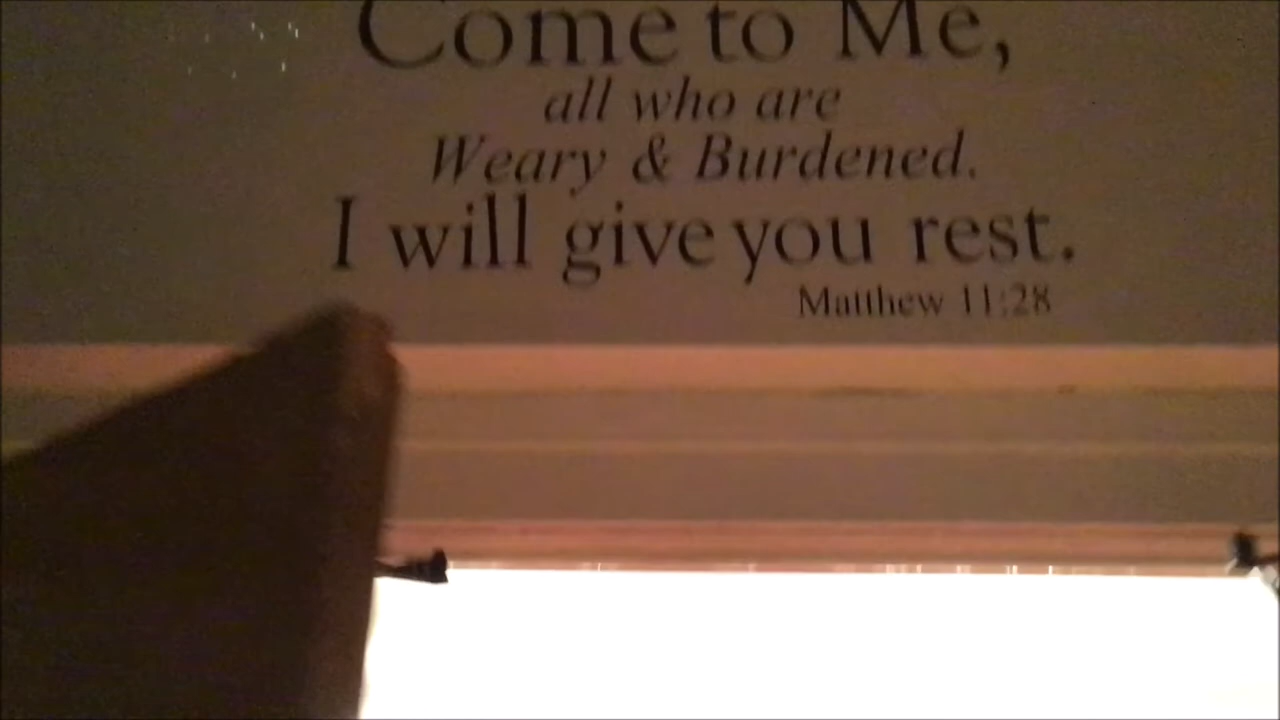 Come to Me,
all who are
Weary & Burdened.
I will give you rest.
Matthew 11:28